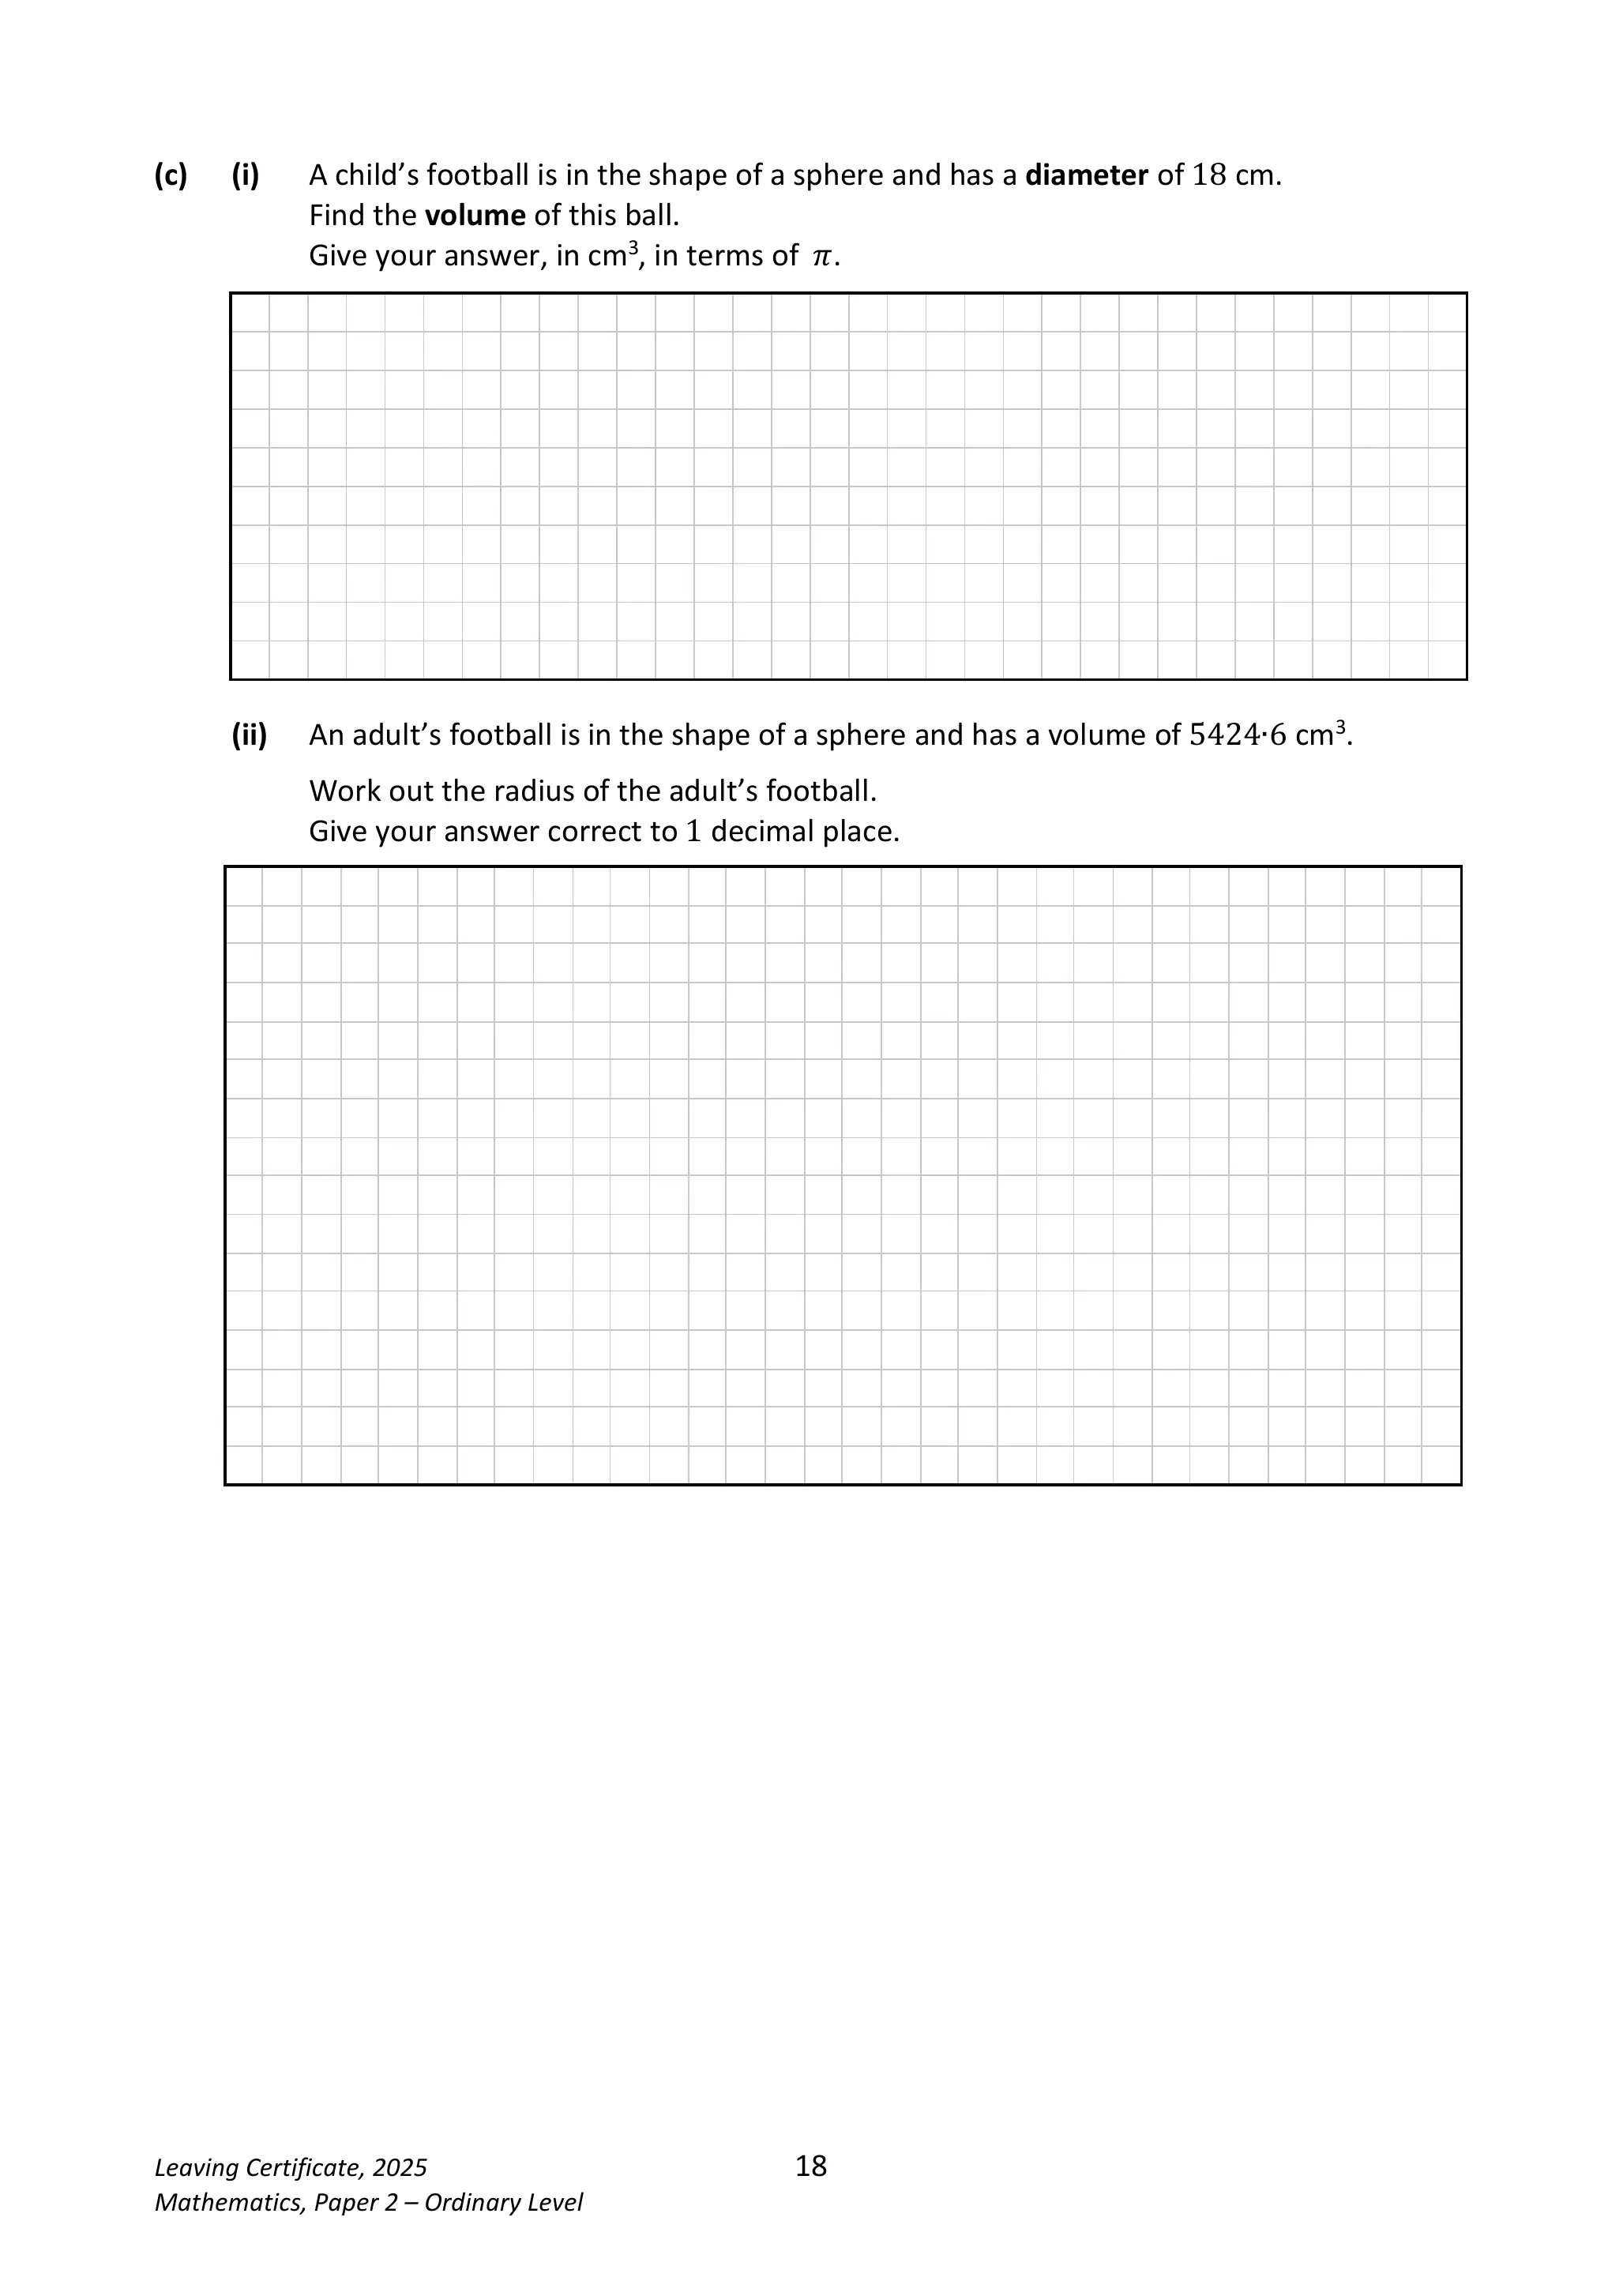 (c) (i) A child’s football is in the shape of a sphere and has a diameter of 18 cm.
Find the volume of this ball.
Give your answer, in cm³, in terms of π.
(ii) An adult’s football is in the shape of a sphere and has a volume of 5424·6 cm³.
Work out the radius of the adult’s football.
Give your answer correct to 1 decimal place.
Leaving Certificate, 2025
18
Mathematics, Paper 2 – Ordinary Level